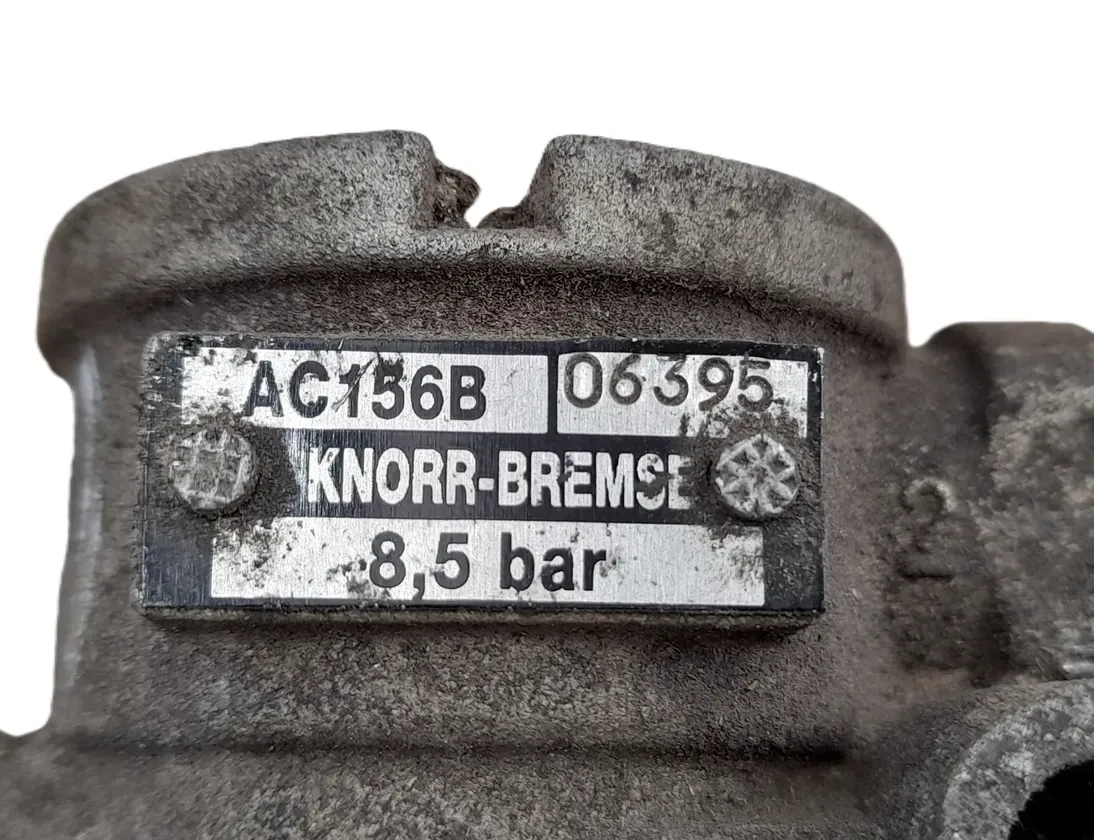 AC156B 06395
KNORR-BREMSE
8,5 bar
2